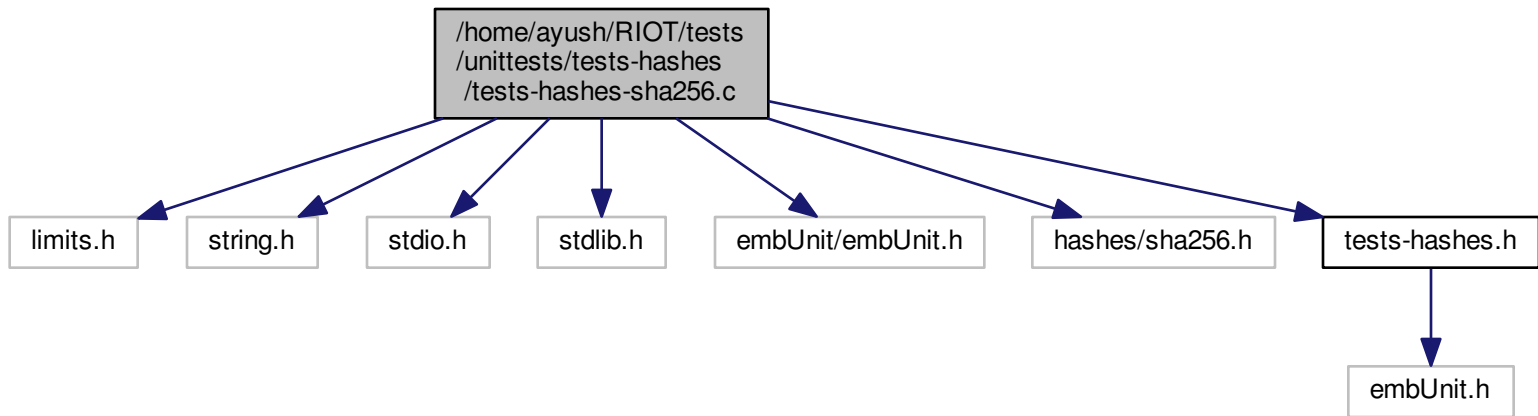 /home/ayush/RIOT/tests
/unittests/tests-hashes
/tests-hashes-sha256.c
limits.h
string.h
stdio.h
stdlib.h
embUnit/embUnit.h
hashes/sha256.h
tests-hashes.h
embUnit.h